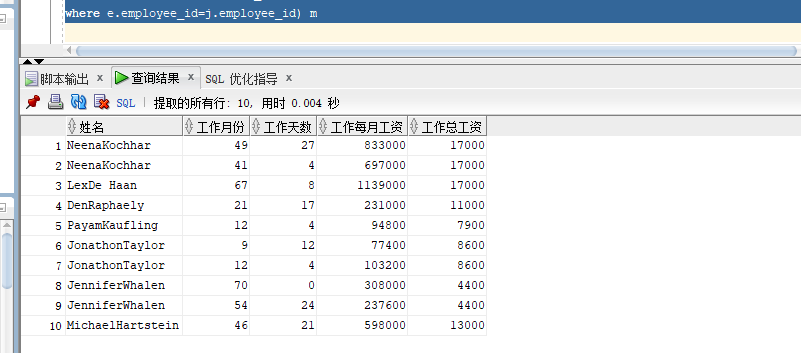 where e.employee_id=j.employee_id) m
脚本输出 × 查询结果 × SQL 优化指导 ×
SQL | 提取的所有行: 10, 用时 0.004 秒
姓名 工作月份 工作天数 工作每月工资 工作总工资
1 NeenaKochhar 49 27 833000 17000
2 NeenaKochhar 41 4 697000 17000
3 LexDe Haan 67 8 1139000 17000
4 DenRaphaely 21 17 231000 11000
5 PayamKaufling 12 4 94800 7900
6 JonathonTaylor 9 12 77400 8600
7 JonathonTaylor 12 4 103200 8600
8 JenniferWhalen 70 0 308000 4400
9 JenniferWhalen 54 24 237600 4400
10 MichaelHartstein 46 21 598000 13000